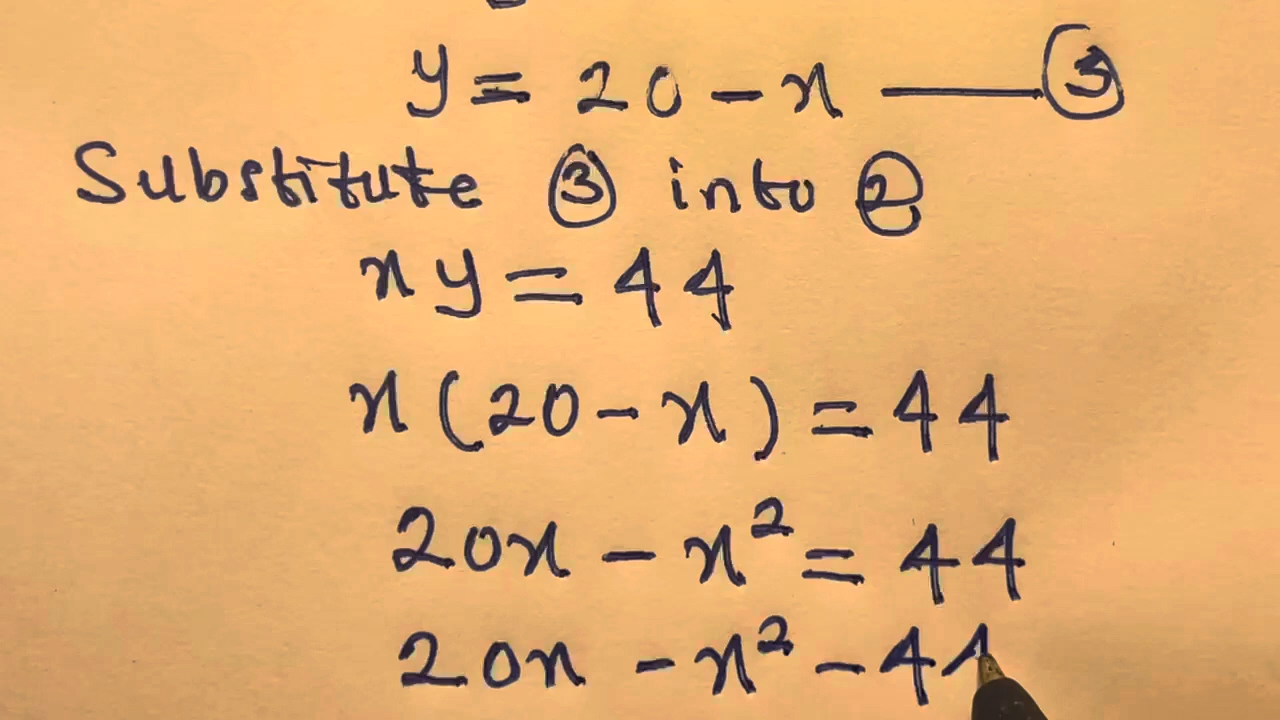 y = 20 - x —— ③
Substitute ③ into ②
xy = 44
x(20 - x) = 44
20x - x² = 44
20x - x² - 44